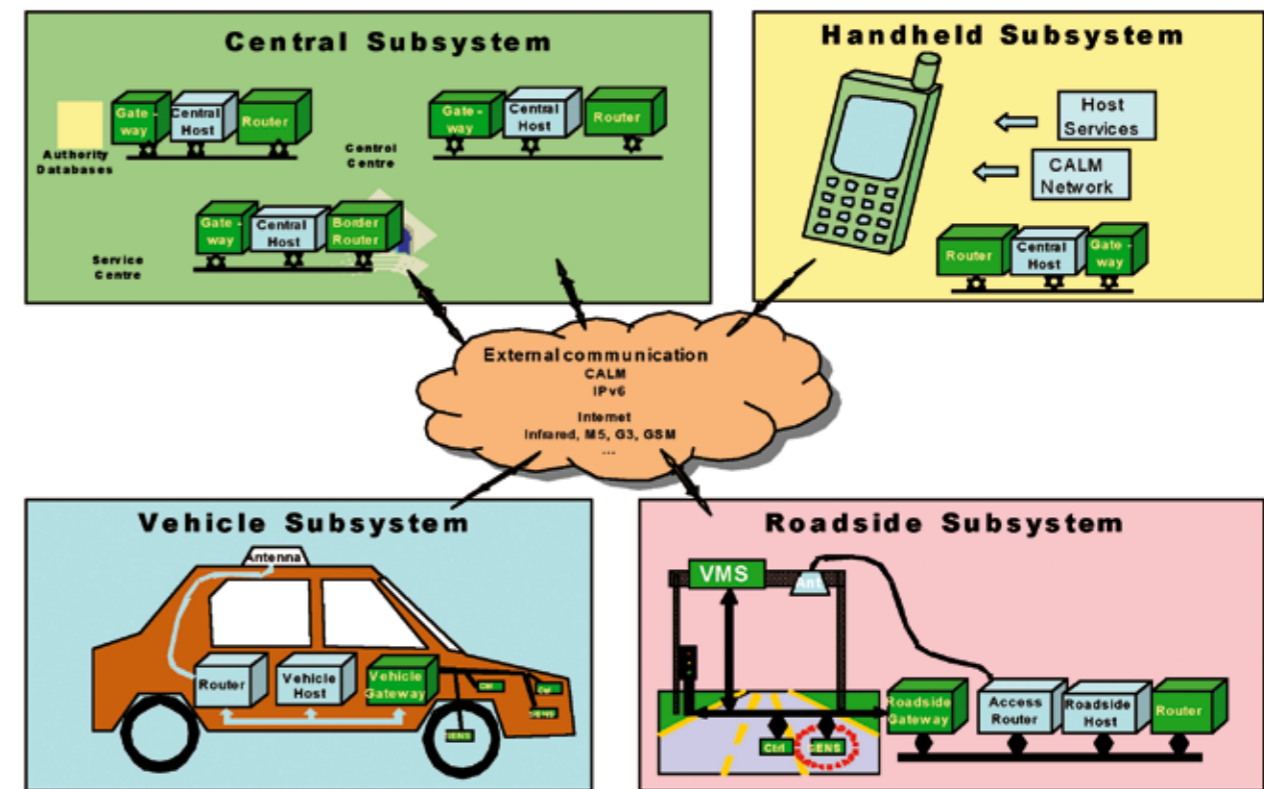 Central Subsystem
Gate -
way
Central
Host
Router
Authority
Databases
Control
Centre
Gate -
way
Central
Host
Router
Gate -
way
Central
Host
Border
Router
Service
Centre
Handheld Subsystem
Host
Services
CALM
Network
Router
Central
Host
Gate -
way
External communication
CALM
IPv6
Internet
Infrared, M5, G3, GSM
...
Vehicle Subsystem
Antenna
Router
Vehicle
Host
Vehicle
Gateway
Ctrl
Ctrl
SENS
SENS
Roadside Subsystem
VMS
Ant
Roadside
Gateway
Access
Router
Roadside
Host
Router
Ctrl
SENS